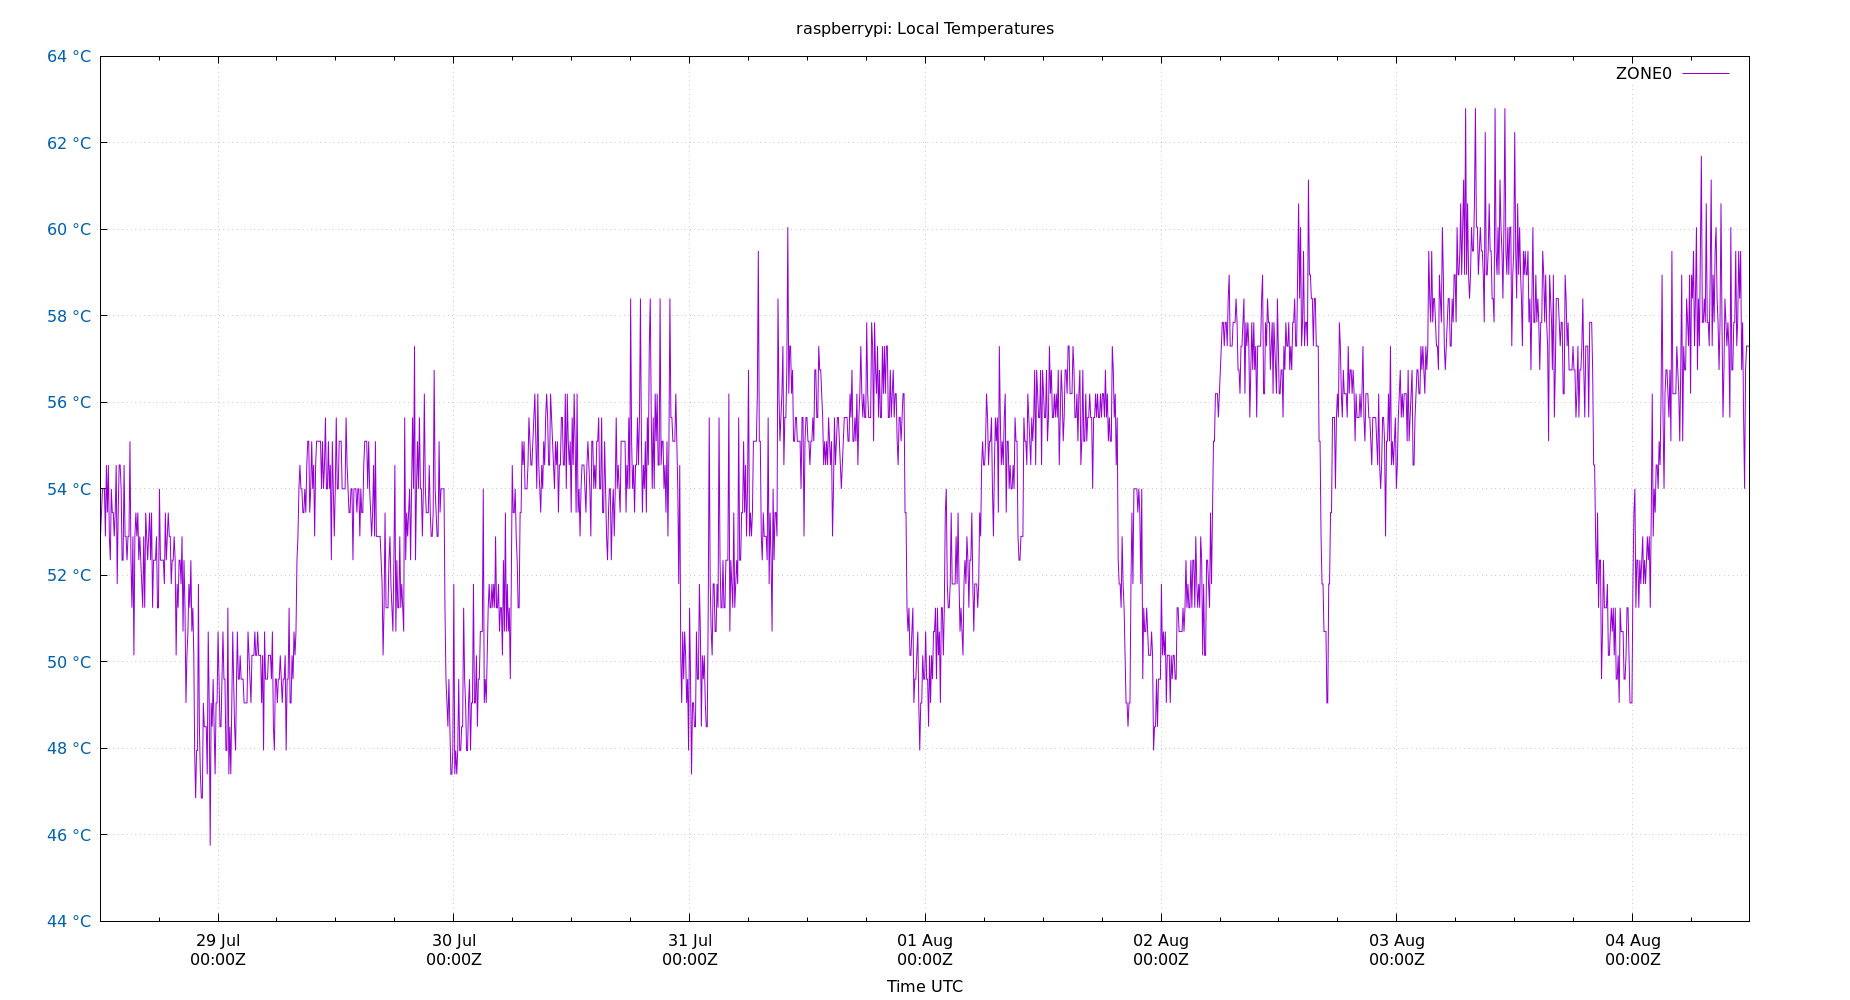 raspberrypi: Local Temperatures
64 °C
ZONE0
62 °C
60 °C
58 °C
56 °C
54 °C
52 °C
50 °C
48 °C
46 °C
44 °C
29 Jul 30 Jul 31 Jul 01 Aug 02 Aug 03 Aug 04 Aug
00:00Z 00:00Z 00:00Z 00:00Z 00:00Z 00:00Z 00:00Z
Time UTC